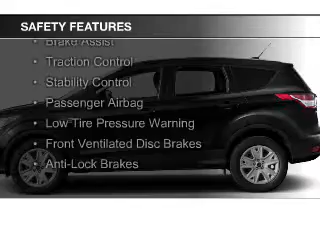 SAFETY FEATURES
• Brake Assist
• Traction Control
• Stability Control
• Passenger Airbag
• Low Tire Pressure Warning
• Front Ventilated Disc Brakes
• Anti-Lock Brakes